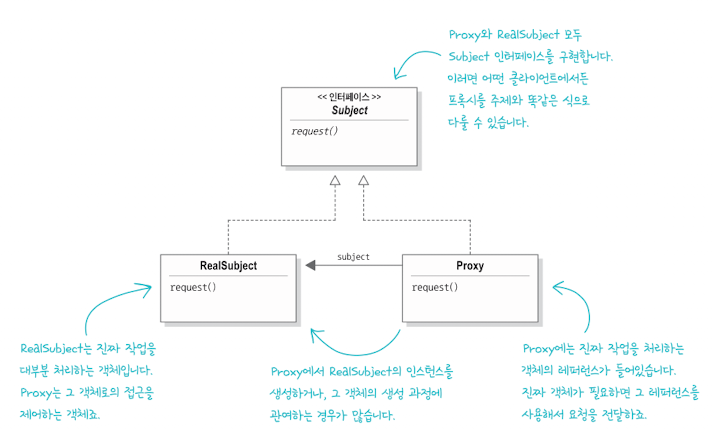 Proxy와 RealSubject 모두
Subject 인터페이스를 구현합니다.
이러면 어떤 클라이언트에서든
프록시를 주제와 똑같은 식으로
다룰 수 있습니다.
<< 인터페이스 >>
Subject
request()
RealSubject
request()
subject
Proxy
request()
RealSubject는 진짜 작업을
대부분 처리하는 객체입니다.
Proxy는 그 객체로의 접근을
제어하는 객체죠.
Proxy에서 RealSubject의 인스턴스를
생성하거나, 그 객체의 생성 과정에
관여하는 경우가 많습니다.
Proxy에는 진짜 작업을 처리하는
객체의 레퍼런스가 들어있습니다.
진짜 객체가 필요하면 그 레퍼런스를
사용해서 요청을 전달하죠.